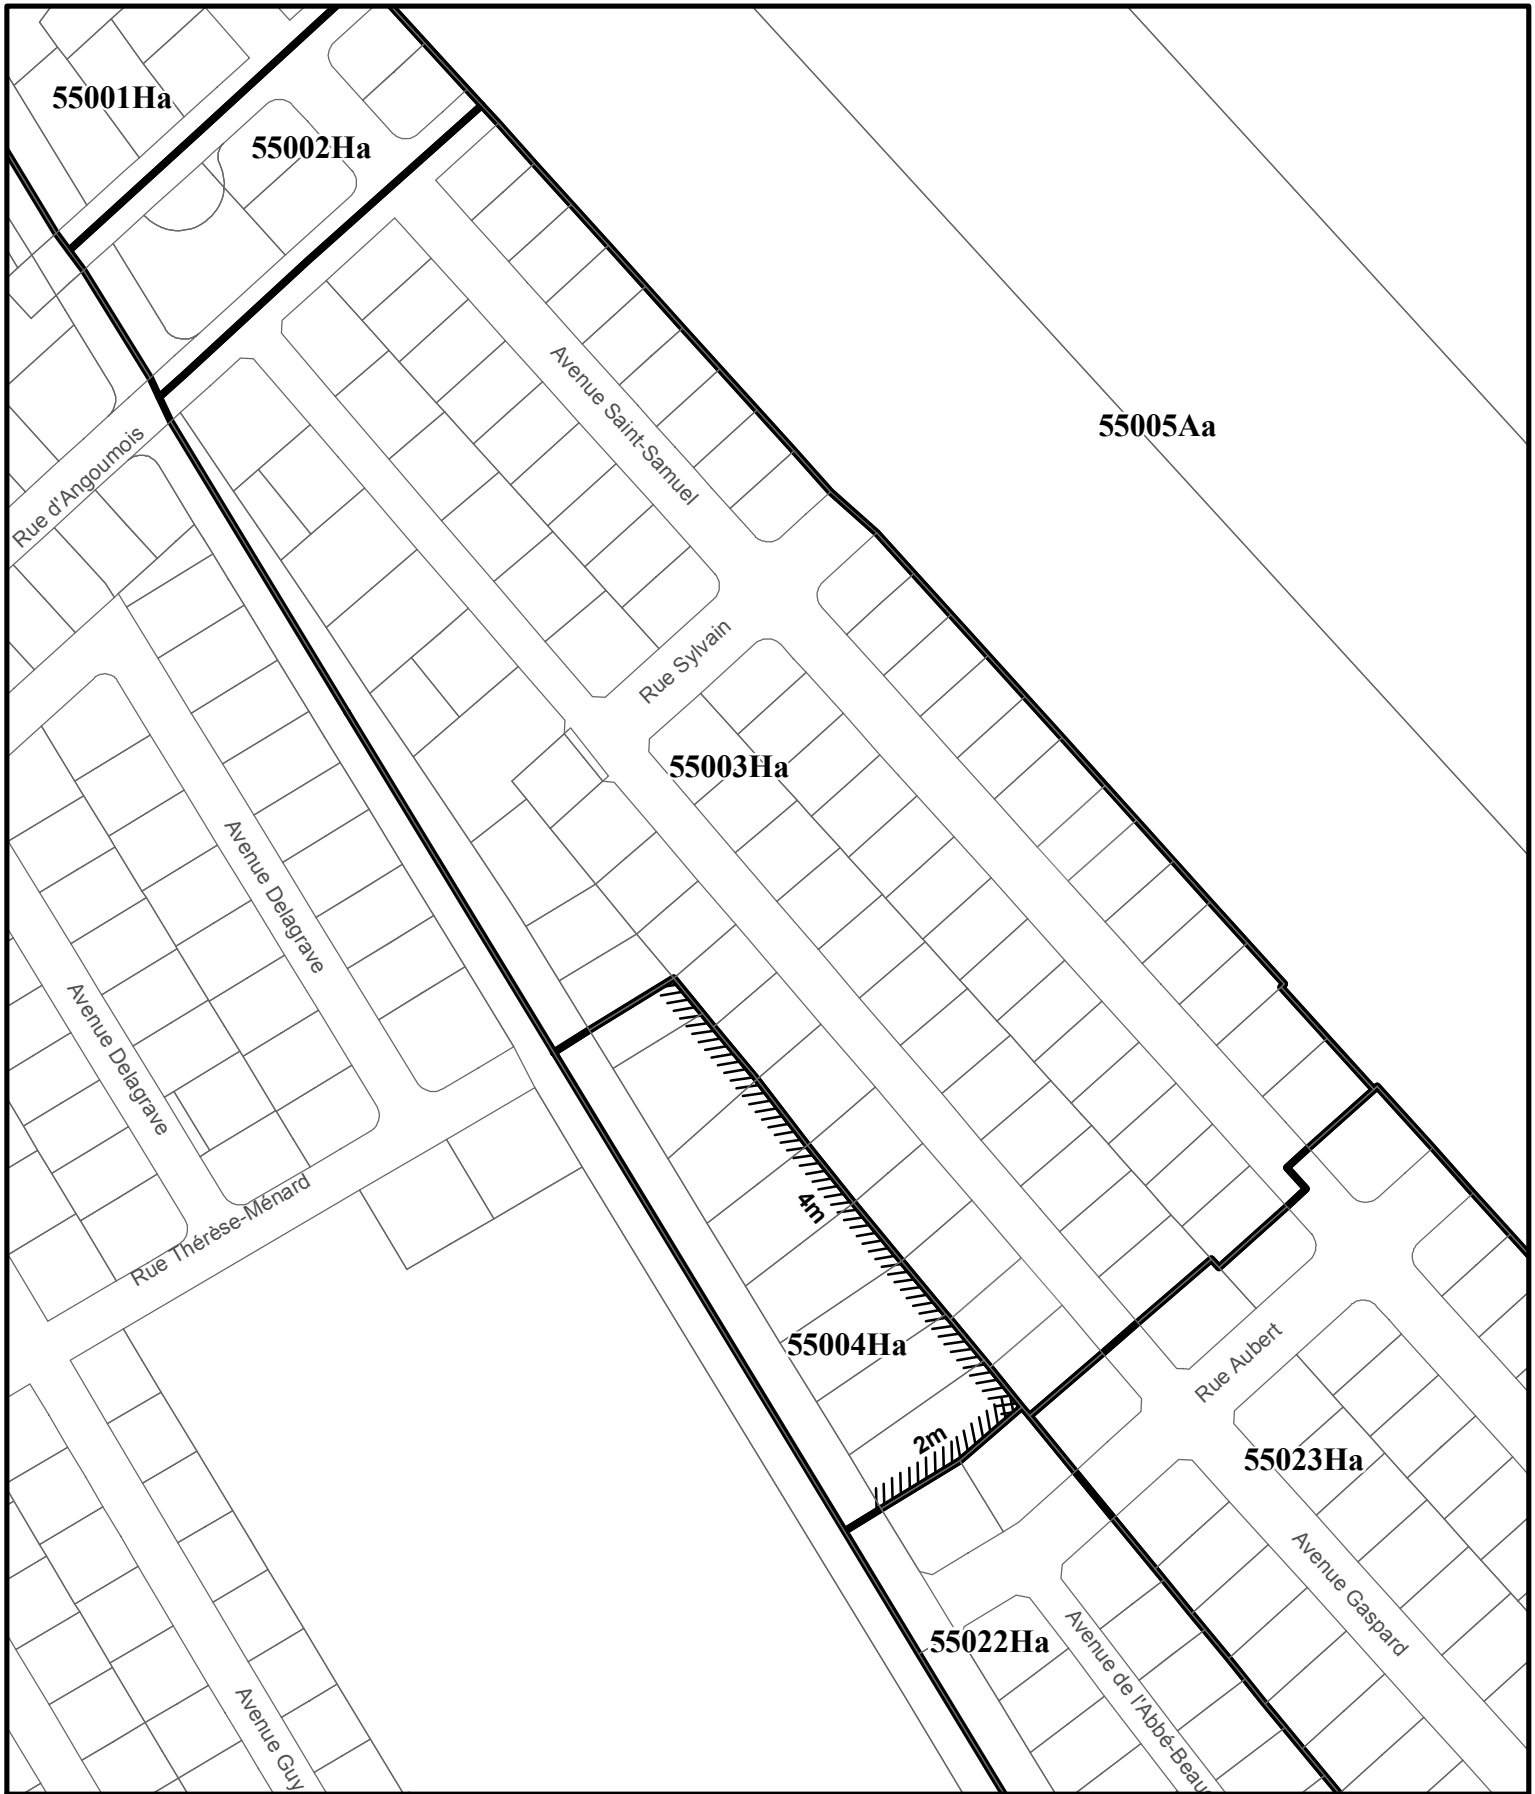 55001Ha
55002Ha
Avenue Saint-Samuel
55005Aa
Rue d'Angoumois
Rue Sylvain
55003Ha
Avenue Delagrave
Avenue Delagrave
4m
Rue Thérèse-Ménard
55004Ha
Rue Aubert
2m
55023Ha
Avenue Gaspard
55022Ha
Avenue de l'Abbé-Beau
Avenue Guy